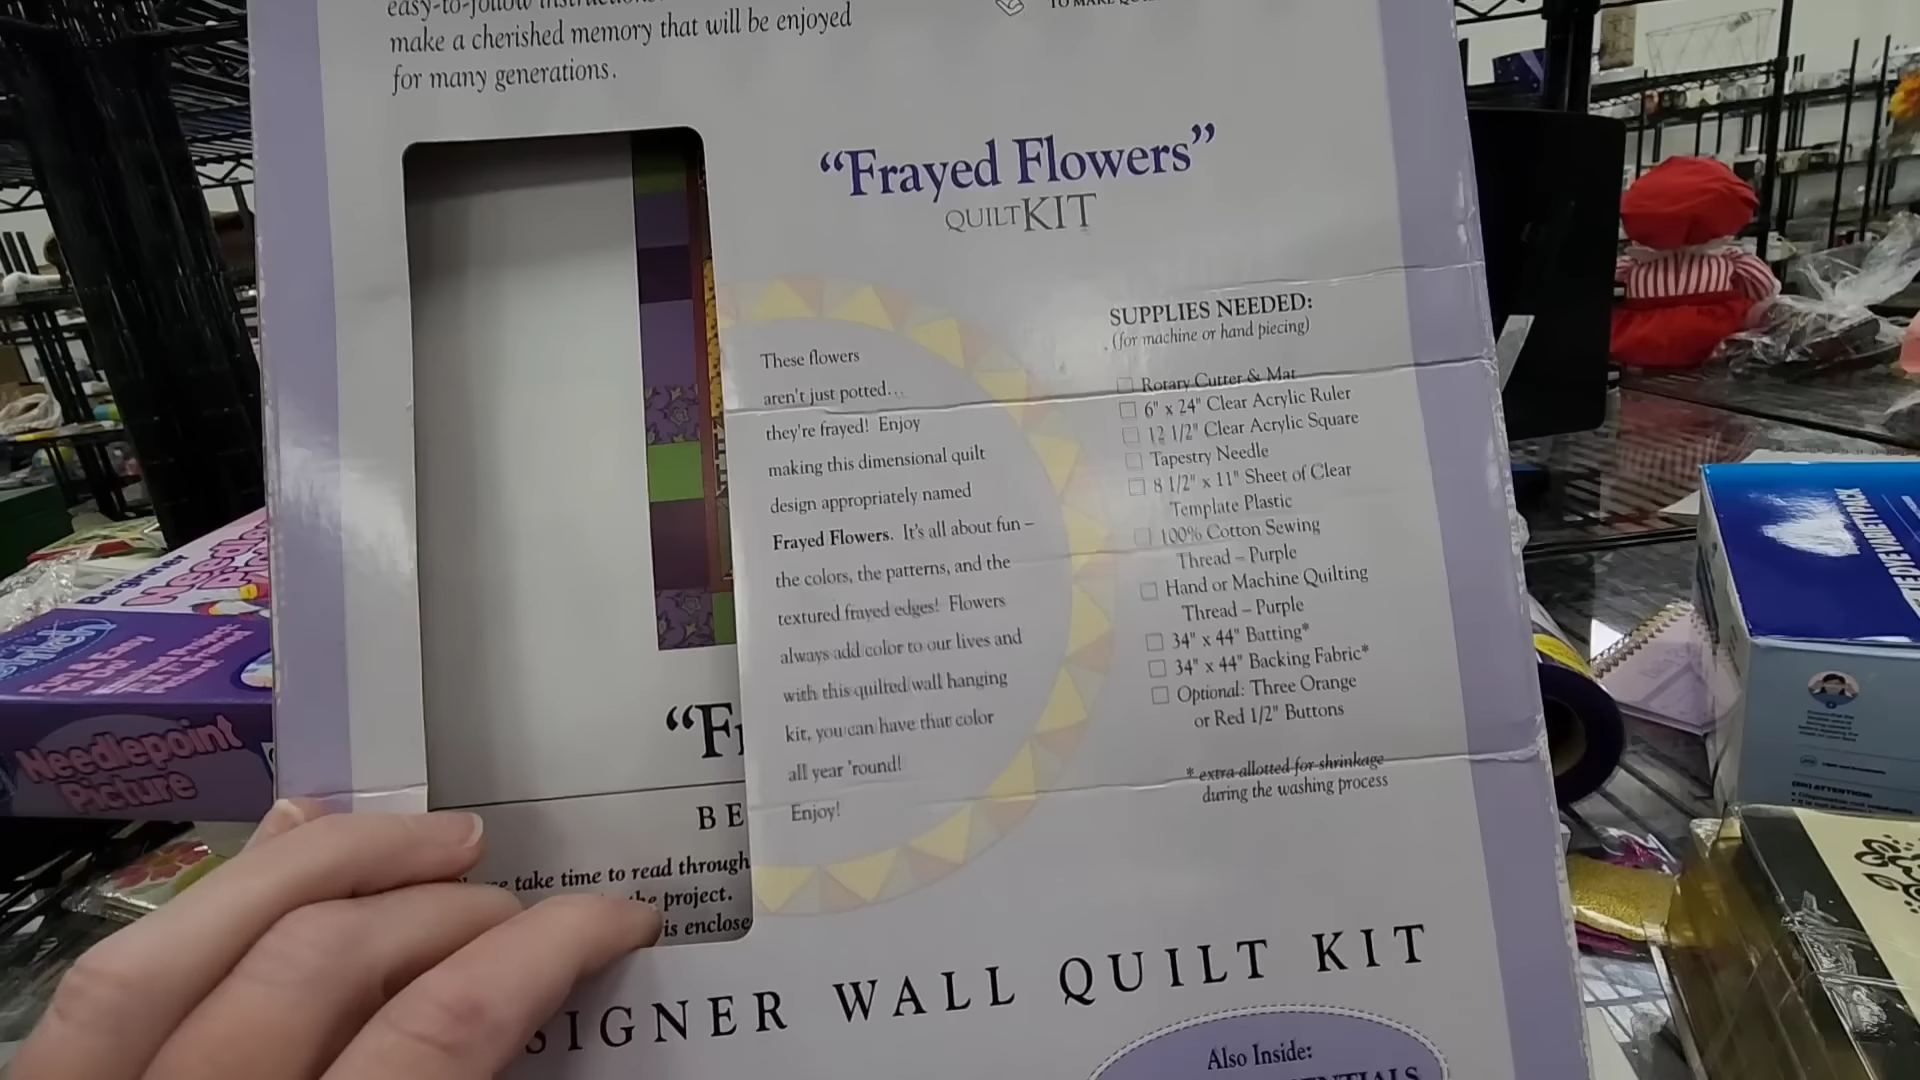 easy-to-follow
make a cherished memory that will be enjoyed
for many generations.
TO MAKE
"Frayed Flowers"
QUILT KIT
SUPPLIES NEEDED:
(for machine or hand piecing)
Rotary Cutter & Mat
6" x 24" Clear Acrylic Ruler
12 1/2" Clear Acrylic Square
Tapestry Needle
8 1/2" x 11" Sheet of Clear
Template Plastic
100% Cotton Sewing
Thread – Purple
Hand or Machine Quilting
Thread – Purple
34" x 44" Batting*
34" x 44" Backing Fabric*
Optional: Three Orange
or Red 1/2" Buttons
* extra allotted for shrinkage
during the washing process
These flowers
aren't just potted...
they're frayed! Enjoy
making this dimensional quilt
design appropriately named
Frayed Flowers. It's all about fun –
the colors, the patterns, and the
textured frayed edges! Flowers
always add color to our lives and
with this quilted wall hanging
kit, you can have that color
all year 'round!
Enjoy!
"Fr
BE
take time to read through
the project.
is enclose
SIGNER WALL QUILT KIT
Also Inside:
Beginner
Needlepoint
Picture